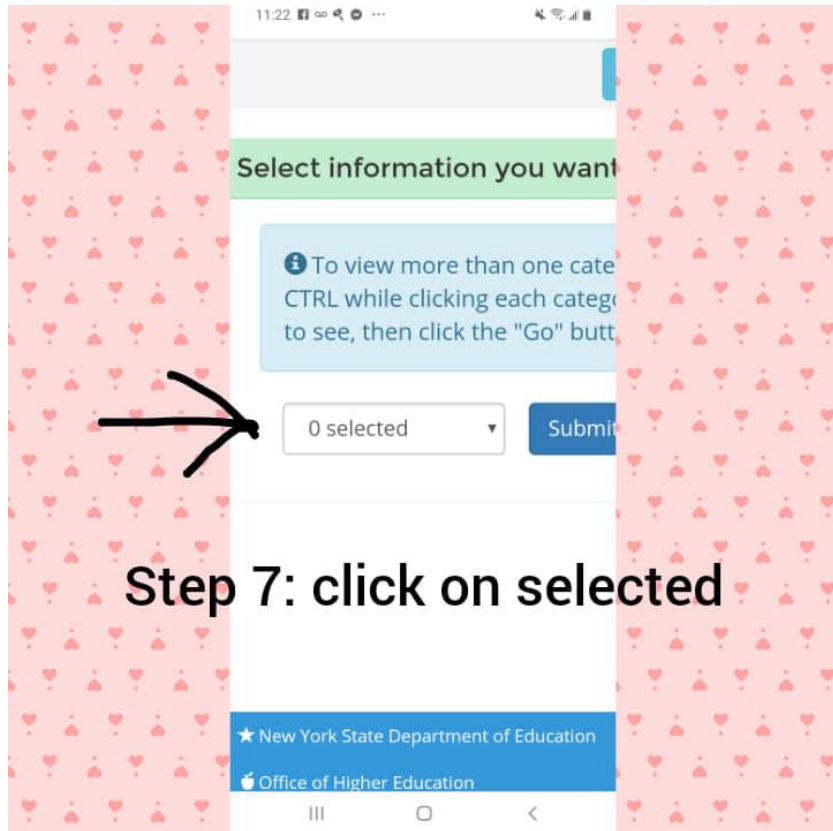 11:22
Select information you want
To view more than one cate
CTRL while clicking each catego
to see, then click the "Go" butt
0 selected
Submit
Step 7: click on selected
New York State Department of Education
Office of Higher Education